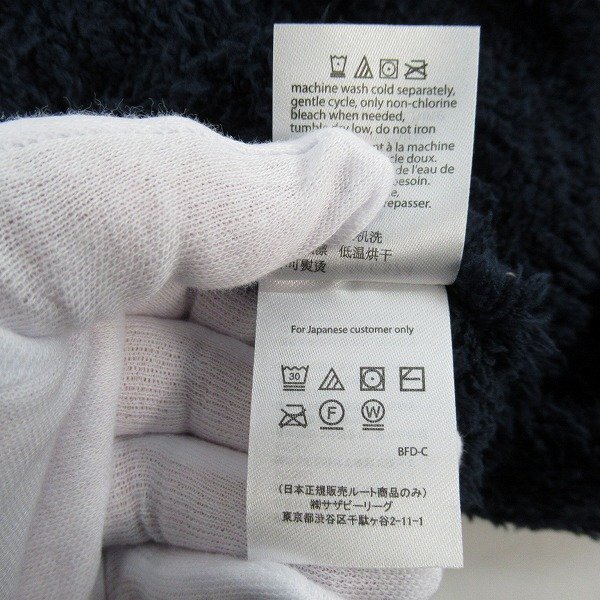 machine wash cold separately,
gentle cycle, only non-chlorine
bleach when needed,
tumble dry low, do not iron
à la machine
doux.
de l'eau de
besoin.
repasser.
机洗
低温烘干
熨烫
For Japanese customer only
30
F
W
BFD-C
(日本正規販売ルート商品のみ)
㈱サザビーリーグ
東京都渋谷区千駄ヶ谷2-11-1